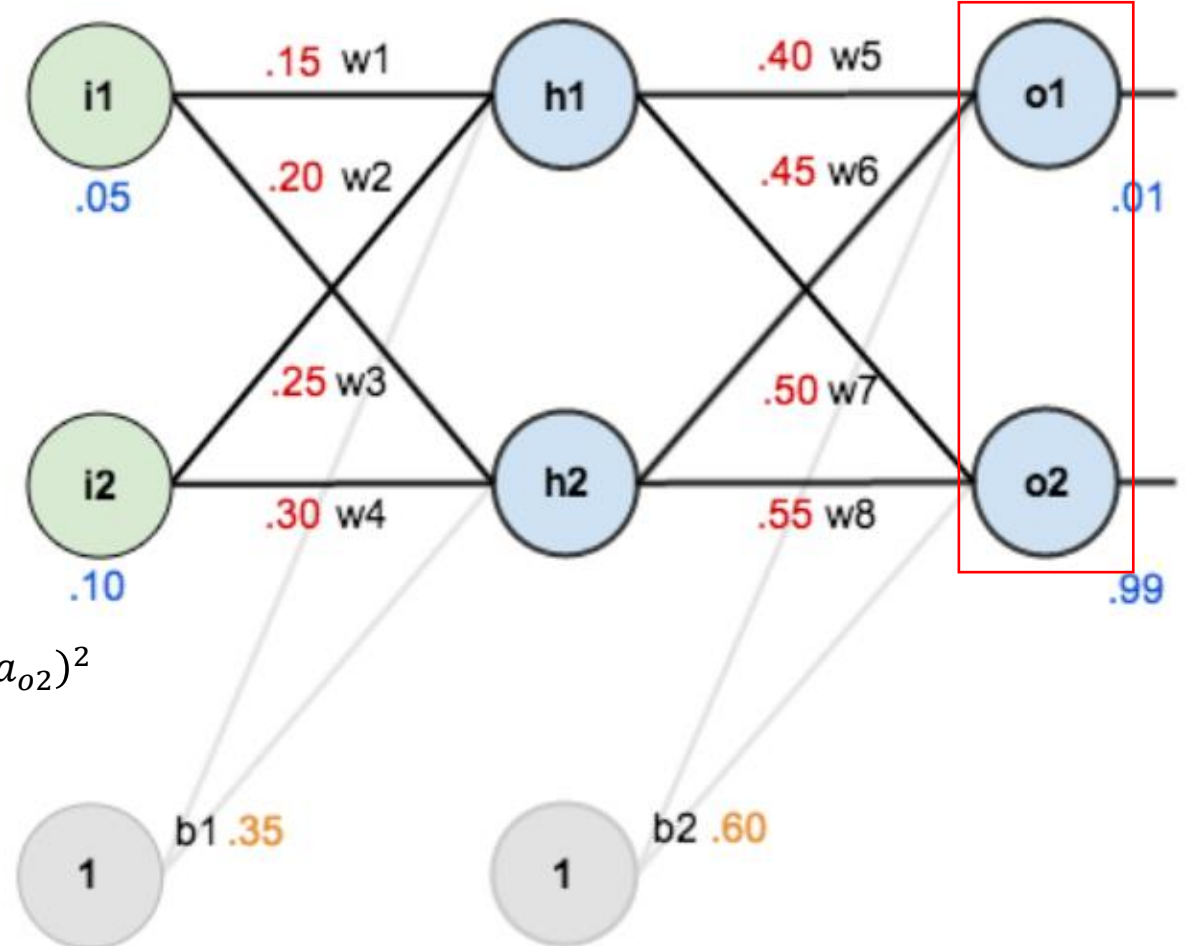 i1 .15 w1 h1 .40 w5 o1
.05 .20 w2 .45 w6 .01
.25 w3 .50 w7
i2 .30 w4 h2 .55 w8 o2
.10 .99
a_{o2})^2
b1 .35 b2 .60
1 1